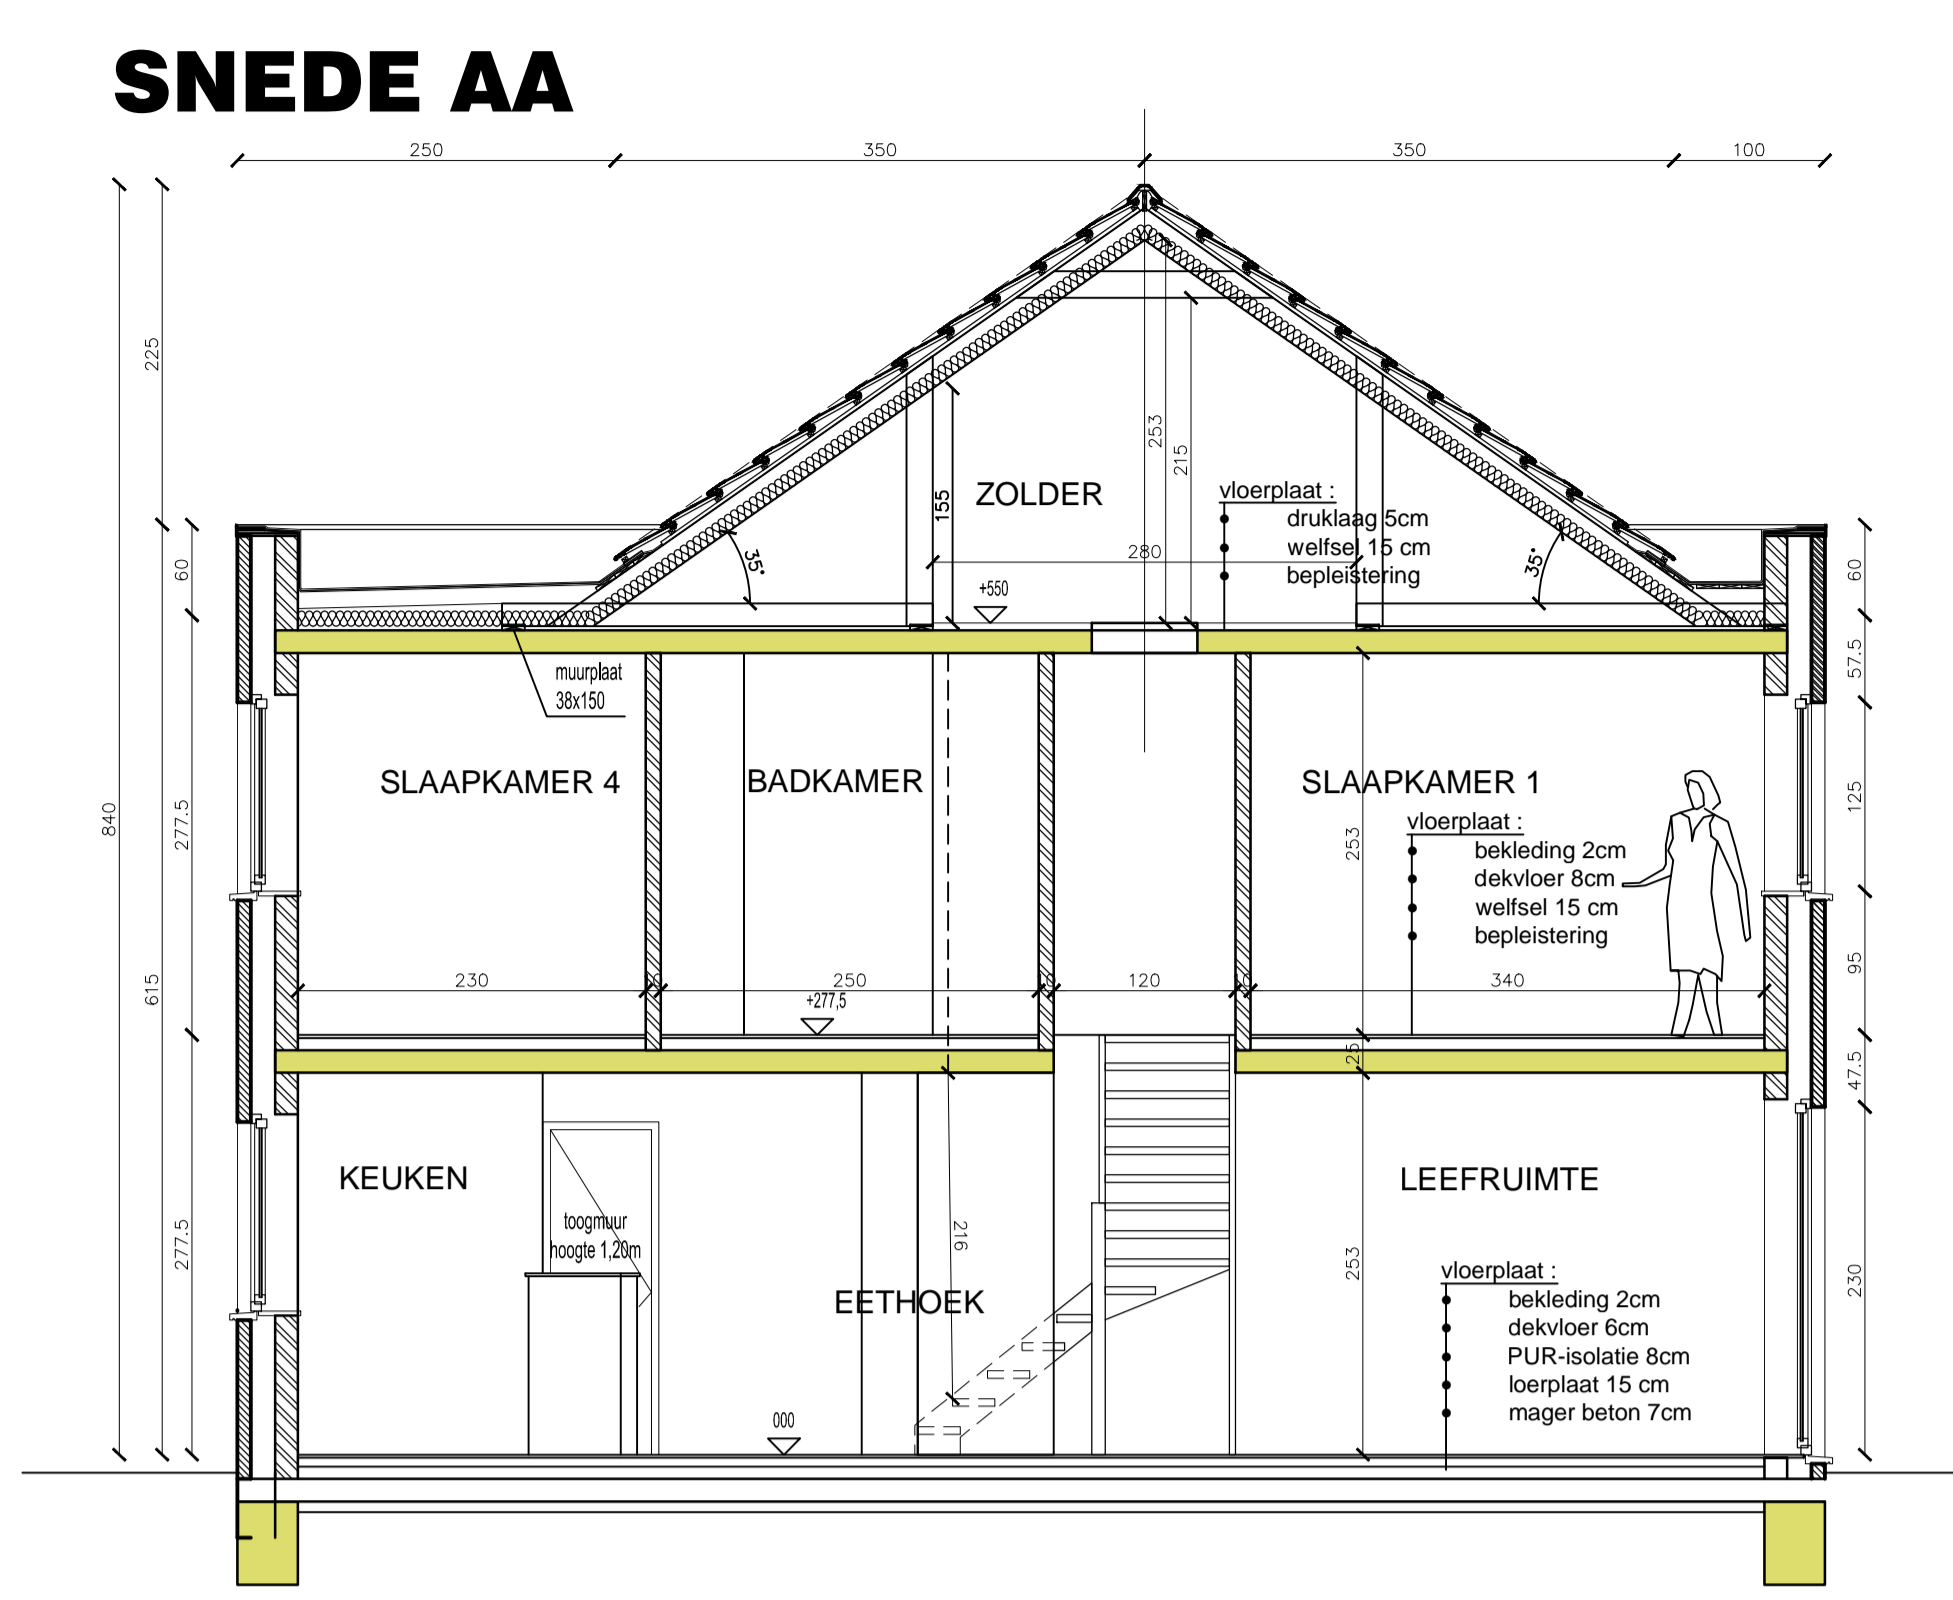 SNEDE AA
250
350
350
100
225
60
277.5
277.5
840
615
155
253
215
ZOLDER
vloerplaat :
druklaag 5cm
welfsel 15 cm
bepleistering
280
35°
35°
+550
60
57.5
125
95
47.5
230
muurplaat
38x150
SLAAPKAMER 4
BADKAMER
SLAAPKAMER 1
vloerplaat :
bekleding 2cm
dekvloer 8cm
welfsel 15 cm
bepleistering
253
230
10
250
10
120
10
340
+277,5
25
KEUKEN
LEEFRUIMTE
toogmuur
hoogte 1,20m
216
253
EETHOEK
vloerplaat :
bekleding 2cm
dekvloer 6cm
PUR-isolatie 8cm
loerplaat 15 cm
mager beton 7cm
000